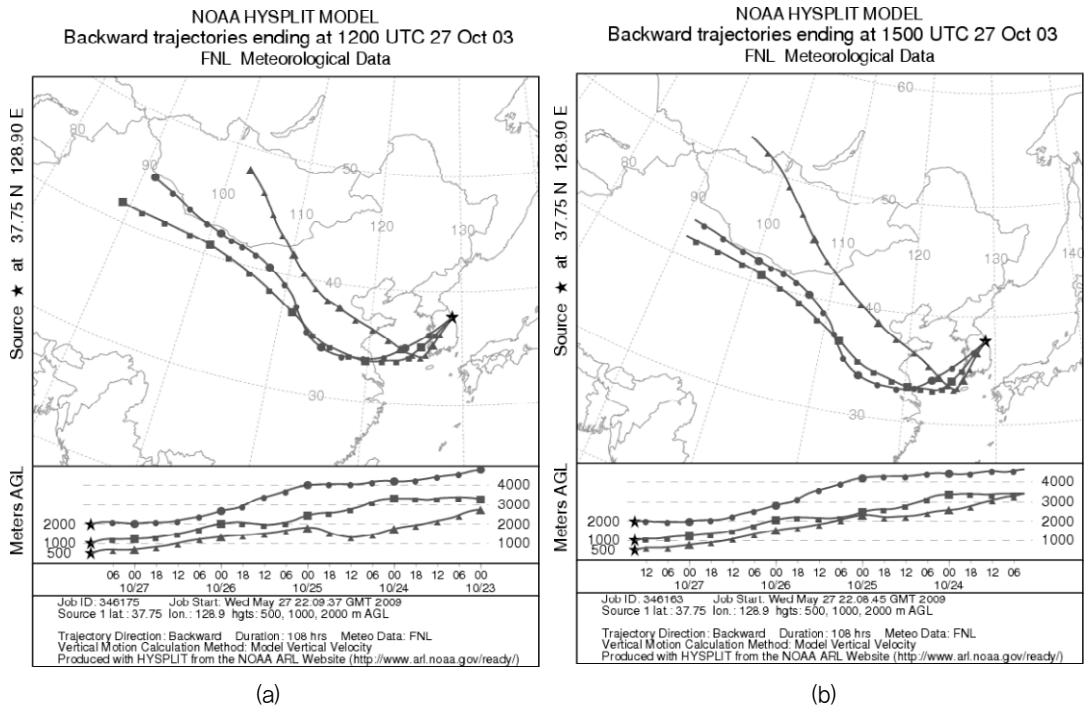 NOAA HYSPLIT MODEL
Backward trajectories ending at 1200 UTC 27 Oct 03
FNL Meteorological Data
Source ★ at 37.75 N 128.90 E
80
90
100
110
50
120
130
40
30
Meters AGL
4000
3000
2000
2000
1000
1000
500
06 00 18 12 06 00 18 12 06 00 18 12 06 00 18 12 06 00
10/27 10/26 10/25 10/24 10/23
Job ID: 346175 Job Start: Wed May 27 22:09:37 GMT 2009
Source 1 lat.: 37.75 lon.: 128.9 hgts: 500, 1000, 2000 m AGL
Trajectory Direction: Backward Duration: 108 hrs Meteo Data: FNL
Vertical Motion Calculation Method: Model Vertical Velocity
Produced with HYSPLIT from the NOAA ARL Website (http://www.arl.noaa.gov/ready/)
(a)
NOAA HYSPLIT MODEL
Backward trajectories ending at 1500 UTC 27 Oct 03
FNL Meteorological Data
Source ★ at 37.75 N 128.90 E
60
80
90
100
50
110
120
130
140
40
30
Meters AGL
4000
3000
2000
2000
1000
1000
500
12 06 00 18 12 06 00 18 12 06 00 18 12 06 00 18 12 06
10/27 10/26 10/25 10/24
Job ID: 346163 Job Start: Wed May 27 22:08:45 GMT 2009
Source 1 lat.: 37.75 lon.: 128.9 hgts: 500, 1000, 2000 m AGL
Trajectory Direction: Backward Duration: 108 hrs Meteo Data: FNL
Vertical Motion Calculation Method: Model Vertical Velocity
Produced with HYSPLIT from the NOAA ARL Website (http://www.arl.noaa.gov/ready/)
(b)